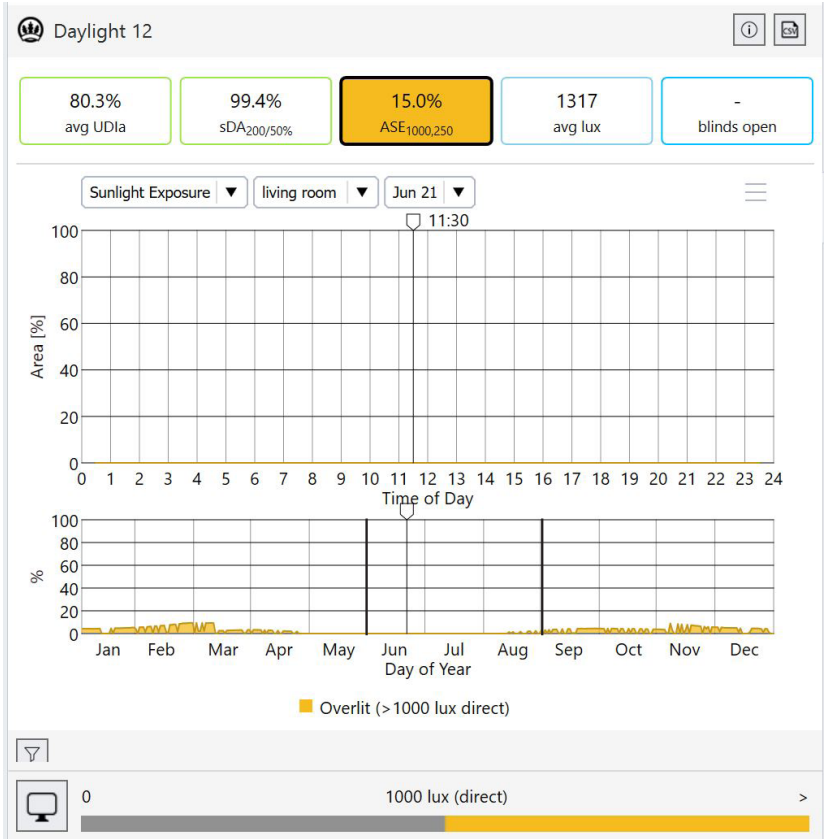 Daylight 12
CSV
80.3% 99.4% 15.0% 1317 -
avg UDIa sDA200/50% ASE1000,250 avg lux blinds open
Sunlight Exposure living room Jun 21
11:30
100
80
60
40
20
0
Area [%]
0 1 2 3 4 5 6 7 8 9 10 11 12 13 14 15 16 17 18 19 20 21 22 23 24
Time of Day
100
80
60
40
20
0
%
Jan Feb Mar Apr May Jun Jul Aug Sep Oct Nov Dec
Day of Year
Overlit (>1000 lux direct)
0 1000 lux (direct) >